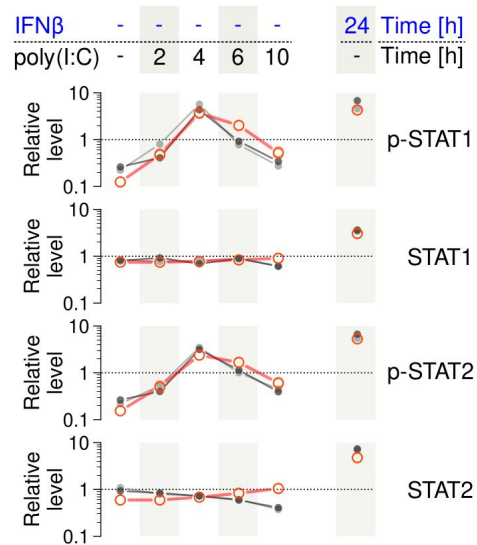 IFNβ - - - - - 24 Time [h]
poly(I:C) - 2 4 6 10 - Time [h]
10
1
0.1
Relative level
p-STAT1
10
1
0.1
Relative level
STAT1
10
1
0.1
Relative level
p-STAT2
10
1
0.1
Relative level
STAT2